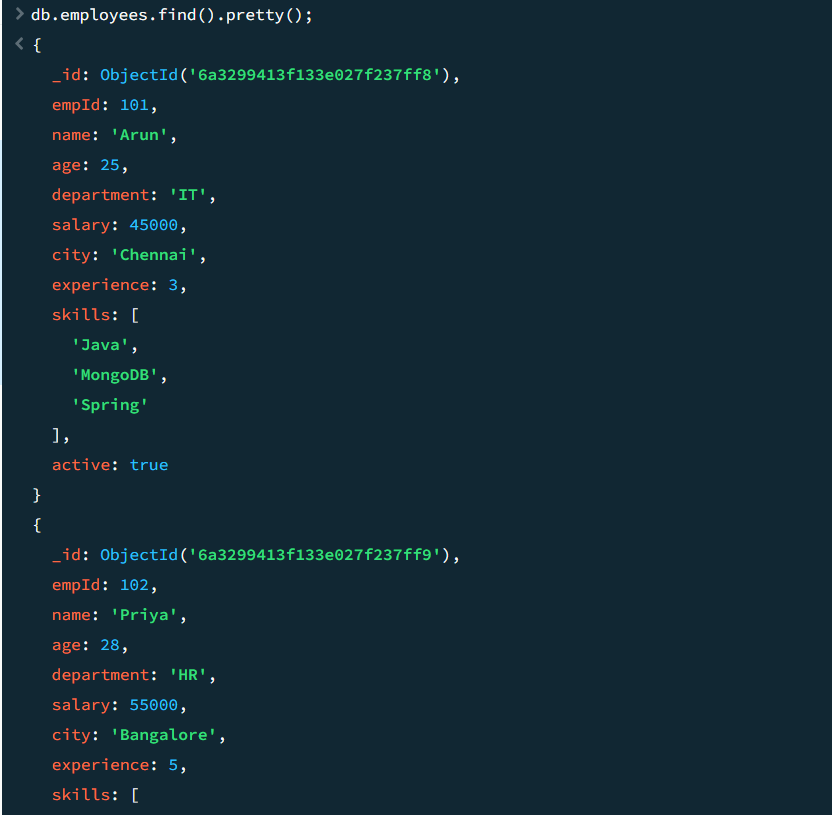 db.employees.find().pretty();
{
_id: ObjectId('6a3299413f133e027f237ff8'),
empId: 101,
name: 'Arun',
age: 25,
department: 'IT',
salary: 45000,
city: 'Chennai',
experience: 3,
skills: [
'Java',
'MongoDB',
'Spring'
],
active: true
}
{
_id: ObjectId('6a3299413f133e027f237ff9'),
empId: 102,
name: 'Priya',
age: 28,
department: 'HR',
salary: 55000,
city: 'Bangalore',
experience: 5,
skills: [